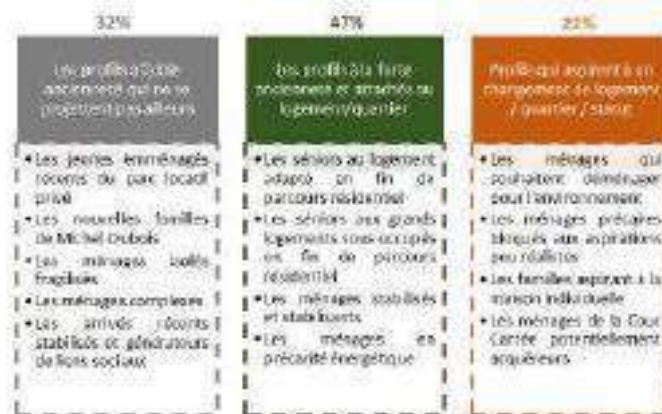 32%
Les profils à faible
ancienneté qui ne se
projettent pas ailleurs
• Les jeunes emménagés
récents du parc locatif
privé
• Les nouvelles familles
de Michel Dubois
• Les ménages isolés
fragilisés
• Les ménages complexes
• Les arrivés récents
stabilisés et générateurs
de liens sociaux
47%
Les profils à la forte
ancienneté et attachés au
logement/quartier
• Les séniors au logement
adapté en fin de
parcours résidentiel
• Les séniors aux grands
logements sous-occupés
en fin de parcours
résidentiel
• Les ménages stabilisés
et stabilisants
• Les ménages en
précarité énergétique
21%
Profils qui aspirent à un
changement de logement
/ quartier / statut
• Les ménages qui
souhaitent déménager
pour l'environnement
• Les ménages précaires
bloqués aux aspirations
peu réalistes
• Les familles aspirant à la
maison individuelle
• Les ménages de la Cour
Carrée potentiellement
acquéreurs